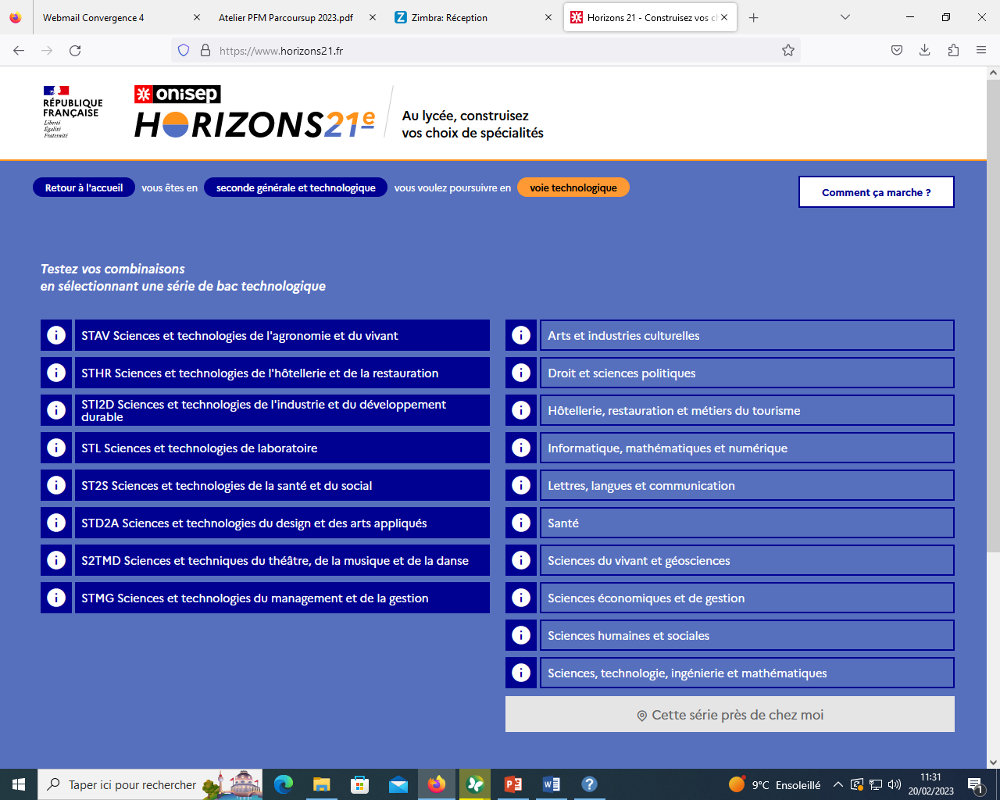 Webmail Convergence 4
Atelier PFM Parcoursup 2023.pdf
Zimbra: Réception
Horizons 21 - Construisez vos c
https://www.horizons21.fr
RÉPUBLIQUE
FRANÇAISE
Liberté
Égalité
Fraternité
onisep
HORIZONS21e
Au lycée, construisez
vos choix de spécialités
Retour à l'accueil vous êtes en seconde générale et technologique vous voulez poursuivre en voie technologique
Comment ça marche ?
Testez vos combinaisons
en sélectionnant une série de bac technologique
STAV Sciences et technologies de l'agronomie et du vivant
STHR Sciences et technologies de l'hôtellerie et de la restauration
STI2D Sciences et technologies de l'industrie et du développement
durable
STL Sciences et technologies de laboratoire
ST2S Sciences et technologies de la santé et du social
STD2A Sciences et technologies du design et des arts appliqués
S2TMD Sciences et techniques du théâtre, de la musique et de la danse
STMG Sciences et technologies du management et de la gestion
Arts et industries culturelles
Droit et sciences politiques
Hôtellerie, restauration et métiers du tourisme
Informatique, mathématiques et numérique
Lettres, langues et communication
Santé
Sciences du vivant et géosciences
Sciences économiques et de gestion
Sciences humaines et sociales
Sciences, technologie, ingénierie et mathématiques
Cette série près de chez moi
Taper ici pour rechercher
9°C Ensoleillé
11:31
20/02/2023
1